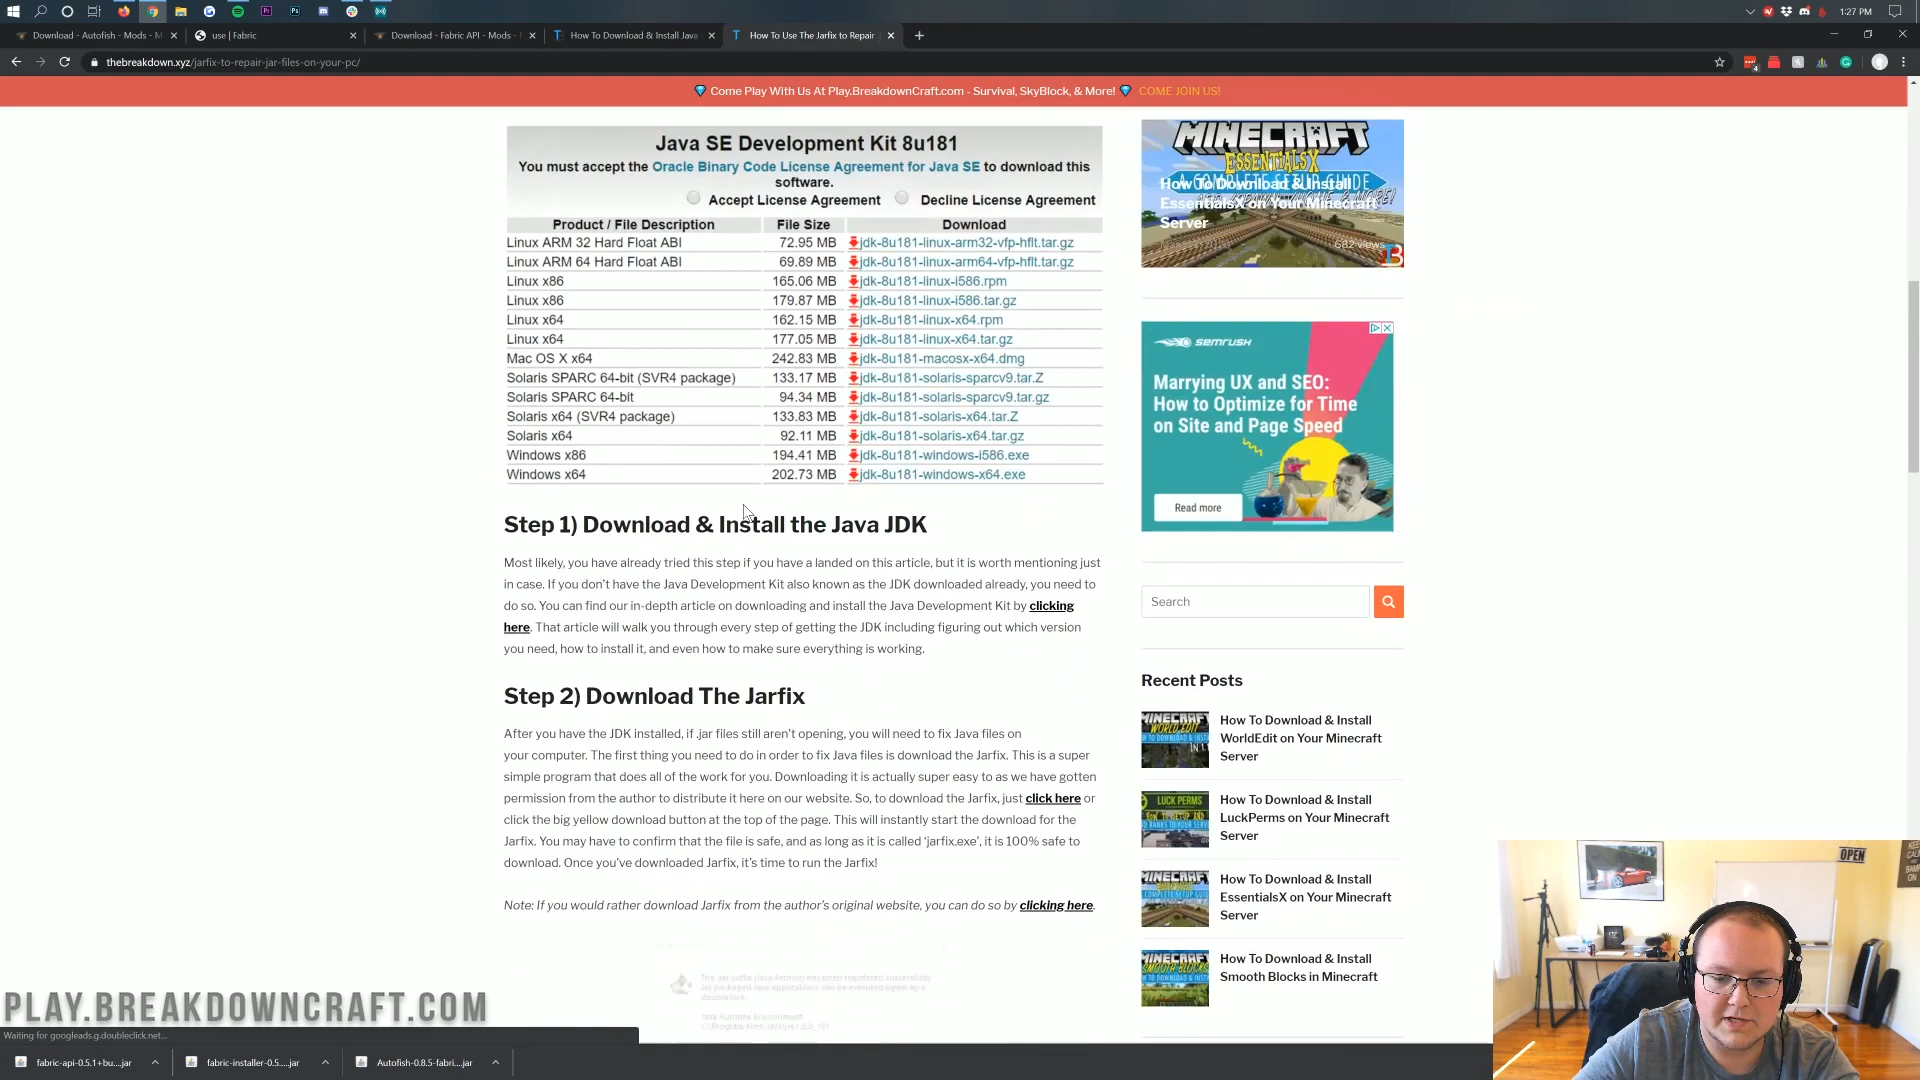 1:27 PM
Download - Autofish - Mods - M
use | Fabric
Download - Fabric API - Mods -
How To Download & Install Java
How To Use The Jarfix to Repair
thebreakdown.xyz/jarfix-to-repair-jar-files-on-your-pc/
Come Play With Us At Play.BreakdownCraft.com - Survival, SkyBlock, & More! COME JOIN US!
Java SE Development Kit 8u181
You must accept the Oracle Binary Code License Agreement for Java SE to download this
software.
Accept License Agreement Decline License Agreement
Product / File Description File Size Download
Linux ARM 32 Hard Float ABI 72.95 MB jdk-8u181-linux-arm32-vfp-hflt.tar.gz
Linux ARM 64 Hard Float ABI 69.89 MB jdk-8u181-linux-arm64-vfp-hflt.tar.gz
Linux x86 165.06 MB jdk-8u181-linux-i586.rpm
Linux x86 179.87 MB jdk-8u181-linux-i586.tar.gz
Linux x64 162.15 MB jdk-8u181-linux-x64.rpm
Linux x64 177.05 MB jdk-8u181-linux-x64.tar.gz
Mac OS X x64 242.83 MB jdk-8u181-macosx-x64.dmg
Solaris SPARC 64-bit (SVR4 package) 133.17 MB jdk-8u181-solaris-sparcv9.tar.Z
Solaris SPARC 64-bit 94.34 MB jdk-8u181-solaris-sparcv9.tar.gz
Solaris x64 (SVR4 package) 133.83 MB jdk-8u181-solaris-x64.tar.Z
Solaris x64 92.11 MB jdk-8u181-solaris-x64.tar.gz
Windows x86 194.41 MB jdk-8u181-windows-i586.exe
Windows x64 202.73 MB jdk-8u181-windows-x64.exe
Step 1) Download & Install the Java JDK
Most likely, you have already tried this step if you have a landed on this article, but it is worth mentioning just
in case. If you don't have the Java Development Kit also known as the JDK downloaded already, you need to
do so. You can find our in-depth article on downloading and install the Java Development Kit by clicking
here. That article will walk you through every step of getting the JDK including figuring out which version
you need, how to install it, and even how to make sure everything is working.
Step 2) Download The Jarfix
After you have the JDK installed, if .jar files still aren't opening, you will need to fix Java files on
your computer. The first thing you need to do in order to fix Java files is download the Jarfix. This is a super
simple program that does all of the work for you. Downloading it is actually super easy to as we have gotten
permission from the author to distribute it here on our website. So, to download the Jarfix, just click here or
click the big yellow download button at the top of the page. This will instantly start the download for the
Jarfix. You may have to confirm that the file is safe, and as long as it is called 'jarfix.exe', it is 100% safe to
download. Once you've downloaded Jarfix, it's time to run the Jarfix!
Note: If you would rather download Jarfix from the author's original website, you can do so by clicking here.
MINECRAFT
ESSENTIALSX
A COMPLETE SETUP GUIDE
How To Download & Install
EssentialsX on Your Minecraft
Server
682 views
SEMRUSH
Marrying UX and SEO:
How to Optimize for Time
on Site and Page Speed
Read more
Search
Recent Posts
How To Download & Install
WorldEdit on Your Minecraft
Server
How To Download & Install
LuckPerms on Your Minecraft
Server
How To Download & Install
EssentialsX on Your Minecraft
Server
How To Download & Install
Smooth Blocks in Minecraft
OPEN
PLAY.BREAKDOWNCRAFT.COM
Waiting for googleads.g.doubleclick.net...
fabric-api-0.5.1+bu....jar
fabric-installer-0.5....jar
Autofish-0.8.5-fabri....jar